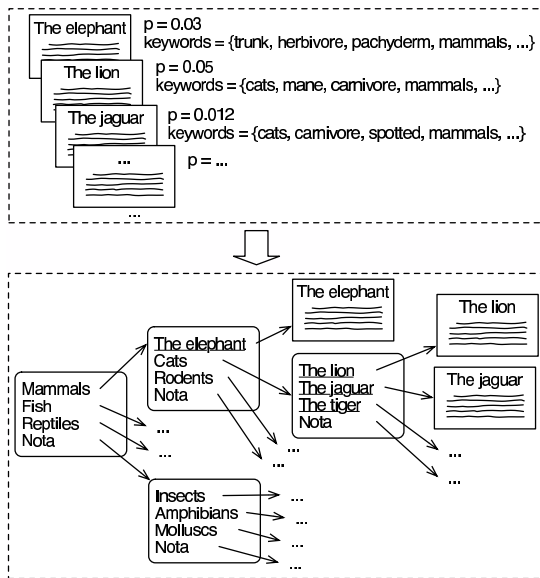 The elephant
p = 0.03
keywords = {trunk, herbivore, pachyderm, mammals, ...}
The lion
p = 0.05
keywords = {cats, mane, carnivore, mammals, ...}
The jaguar
p = 0.012
keywords = {cats, carnivore, spotted, mammals, ...}
...
p = ...
...
The elephant
The lion
The elephant
Cats
Rodents
Nota
The lion
The jaguar
The tiger
Nota
The jaguar
Mammals
Fish
Reptiles
Nota
...
...
...
...
...
...
Insects
Amphibians
Molluscs
Nota
...
...
...
...